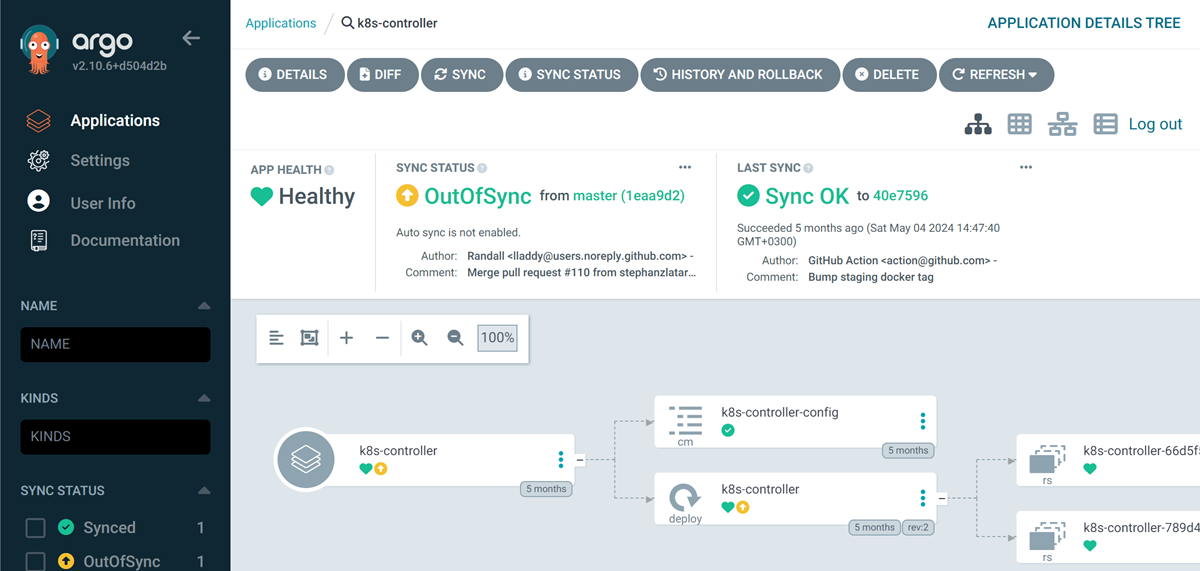 argo
v2.10.6+d504d2b
Applications
Settings
User Info
Documentation
NAME
NAME
KINDS
KINDS
SYNC STATUS
Synced 1
OutOfSync 1
Applications / k8s-controller
APPLICATION DETAILS TREE
DETAILS DIFF SYNC SYNC STATUS HISTORY AND ROLLBACK DELETE REFRESH
Log out
APP HEALTH
Healthy
SYNC STATUS
OutOfSync from master (1eaa9d2)
Auto sync is not enabled.
Author: Randall <lladdy@users.noreply.github.com> -
Comment: Merge pull request #110 from stephanzlatar...
LAST SYNC
Sync OK to 40e7596
Succeeded 5 months ago (Sat May 04 2024 14:47:40
GMT+0300)
Author: GitHub Action <action@github.com> -
Comment: Bump staging docker tag
100%
k8s-controller
5 months
cm
k8s-controller-config
5 months
deploy
k8s-controller
5 months rev:2
rs
k8s-controller-66d5f
rs
k8s-controller-789d4